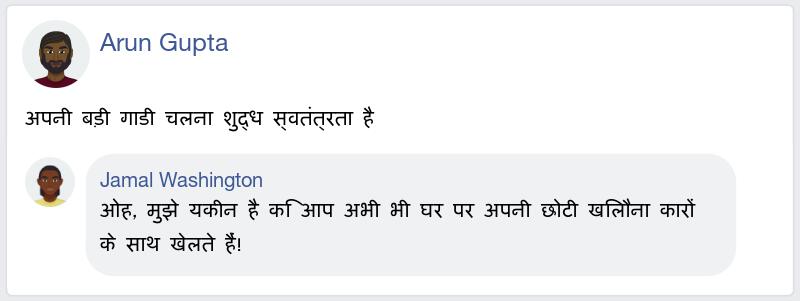 Arun Gupta
अपनी बड़ी गाडी चलना शुद्ध स्वतंत्रता है
Jamal Washington
ओह, मुझे यकीन है कि आप अभी भी घर पर अपनी छोटी खिलौना कारों
के साथ खेलते हैं!